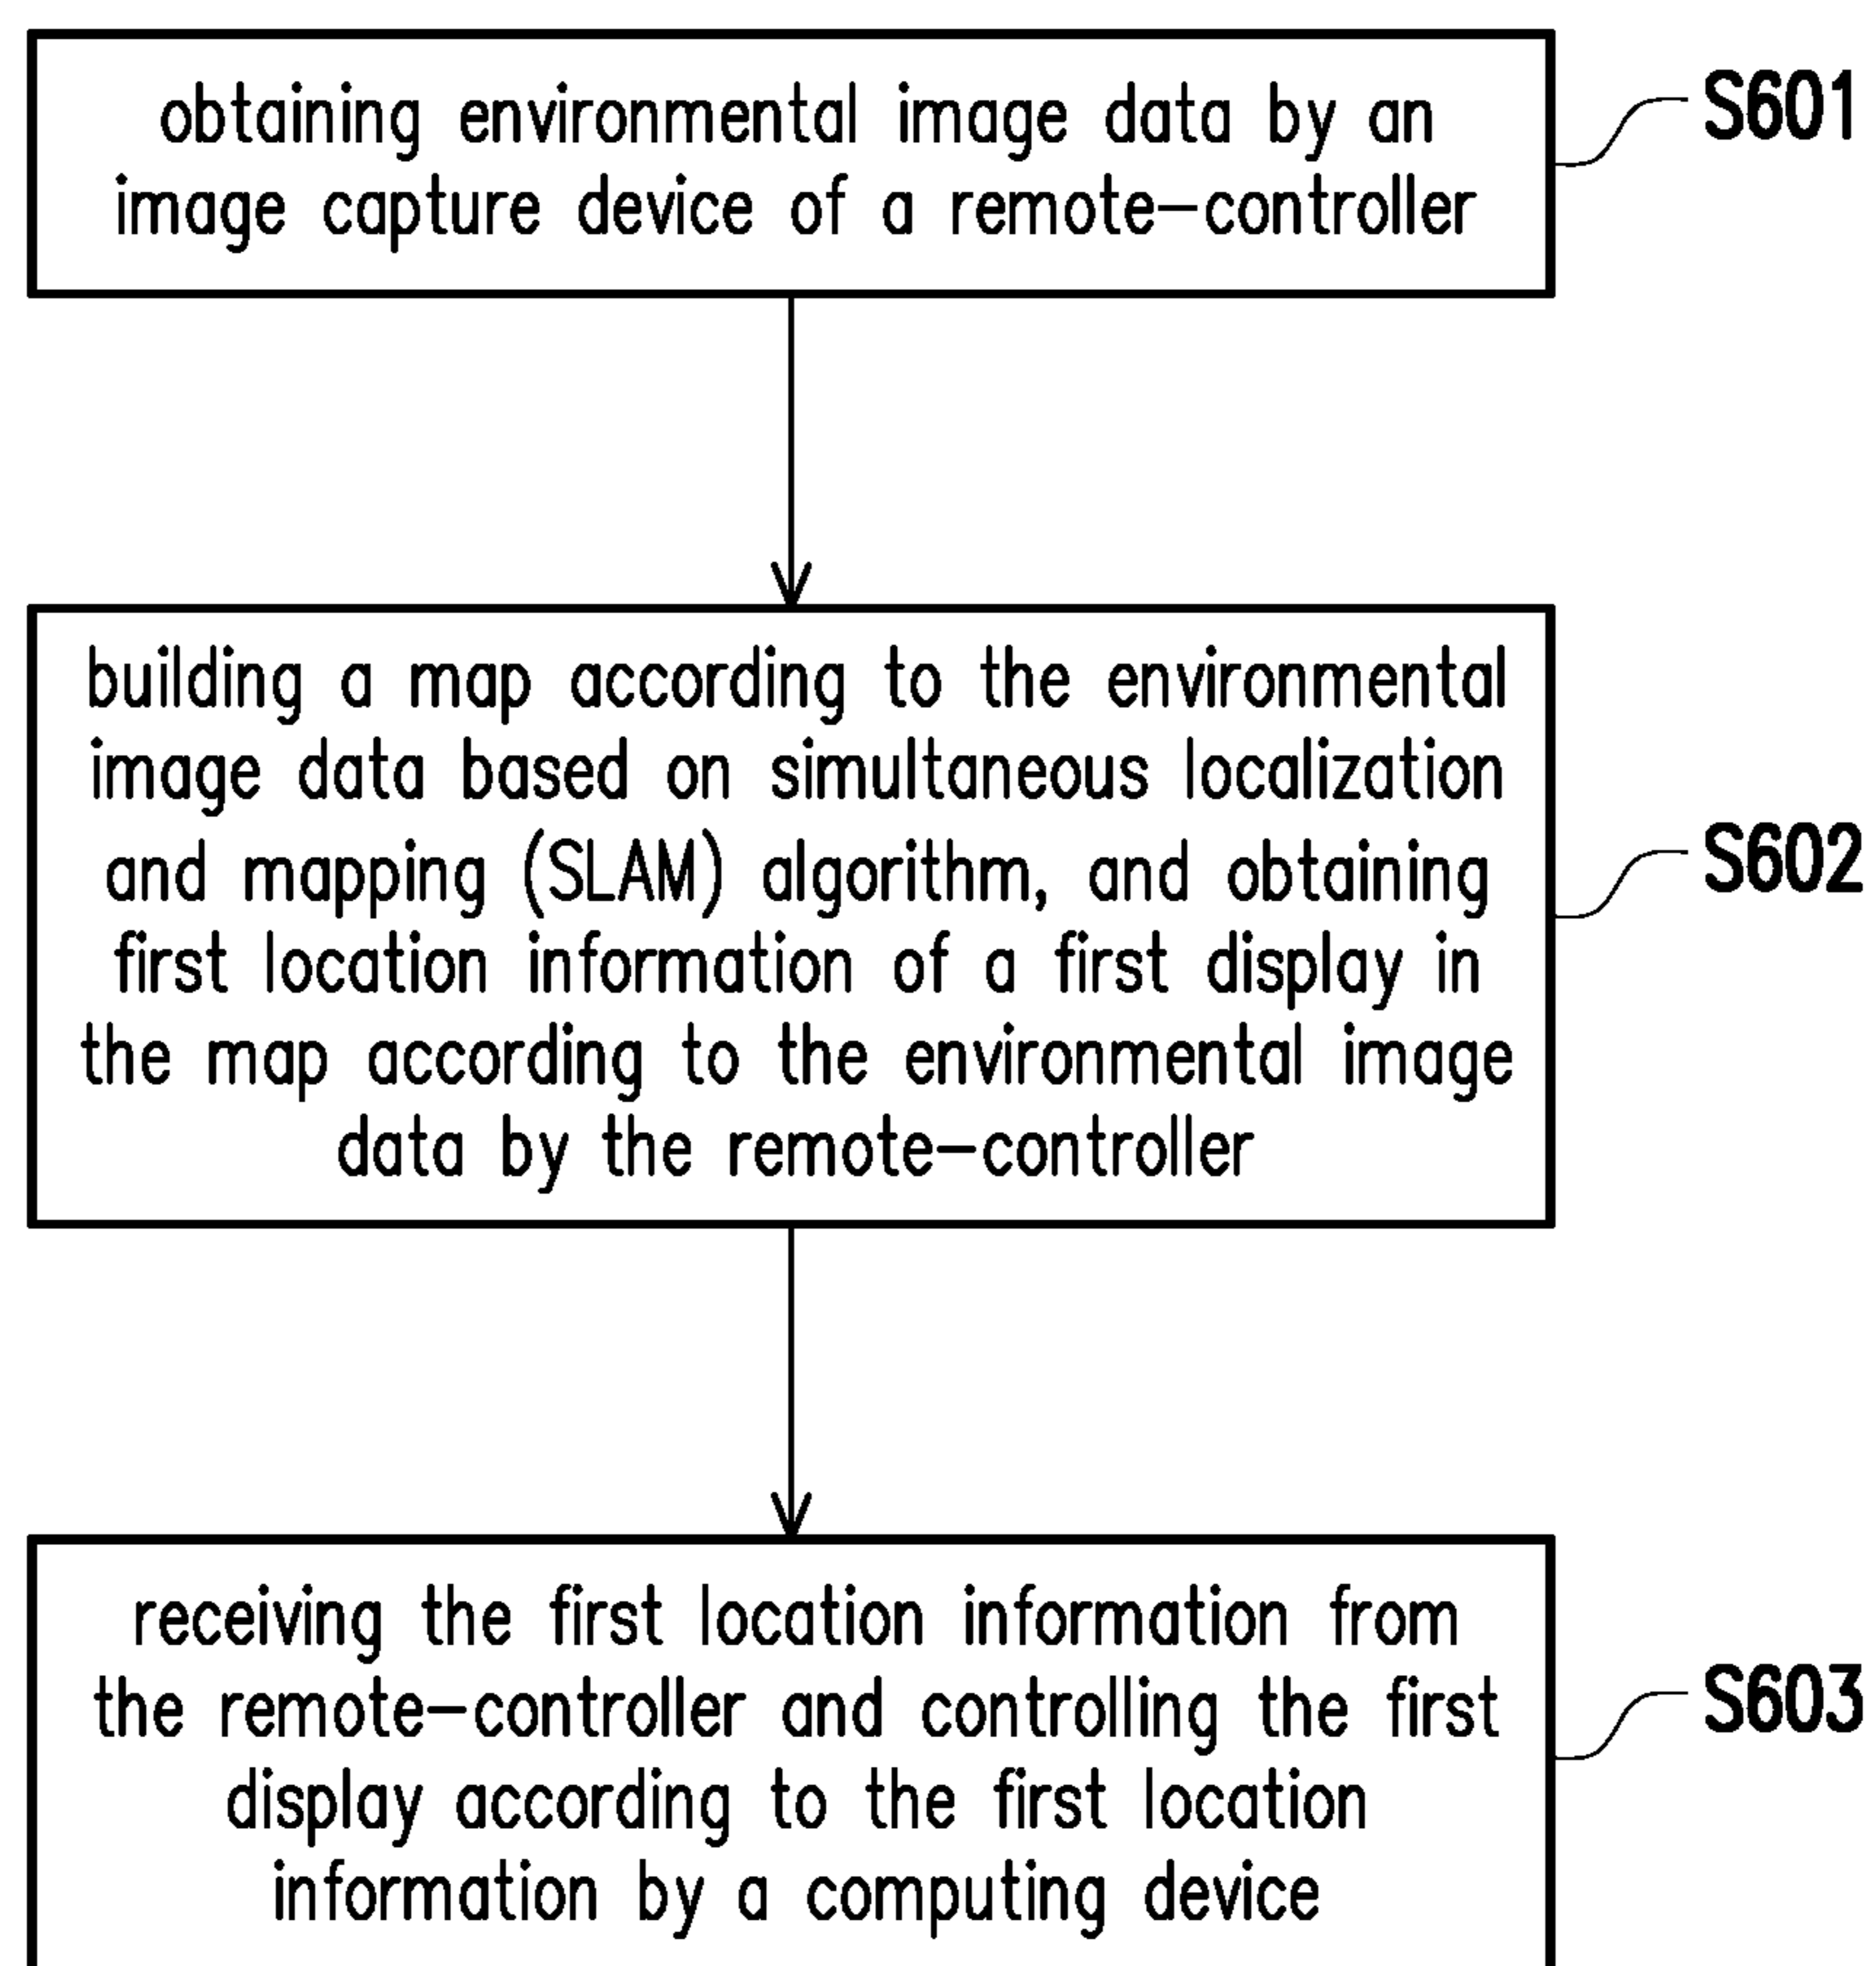 obtaining environmental image data by an
image capture device of a remote-controller
S601
building a map according to the environmental
image data based on simultaneous localization
and mapping (SLAM) algorithm, and obtaining
first location information of a first display in
the map according to the environmental image
data by the remote-controller
S602
receiving the first location information from
the remote-controller and controlling the first
display according to the first location
information by a computing device
S603